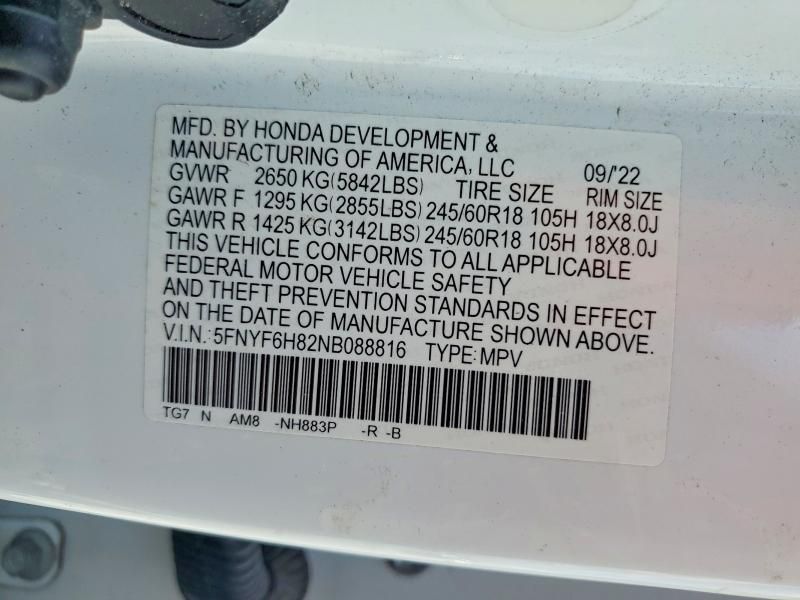 MFD. BY HONDA DEVELOPMENT &
MANUFACTURING OF AMERICA, LLC 09/'22
GVWR 2650 KG(5842LBS) TIRE SIZE RIM SIZE
GAWR F 1295 KG(2855LBS) 245/60R18 105H 18X8.0J
GAWR R 1425 KG(3142LBS) 245/60R18 105H 18X8.0J
THIS VEHICLE CONFORMS TO ALL APPLICABLE
FEDERAL MOTOR VEHICLE SAFETY
AND THEFT PREVENTION STANDARDS IN EFFECT
ON THE DATE OF MANUFACTURE SHOWN ABOVE.
V.I.N.: 5FNYF6H82NB088816 TYPE: MPV
TG7 N AM8 -NH883P -R -B